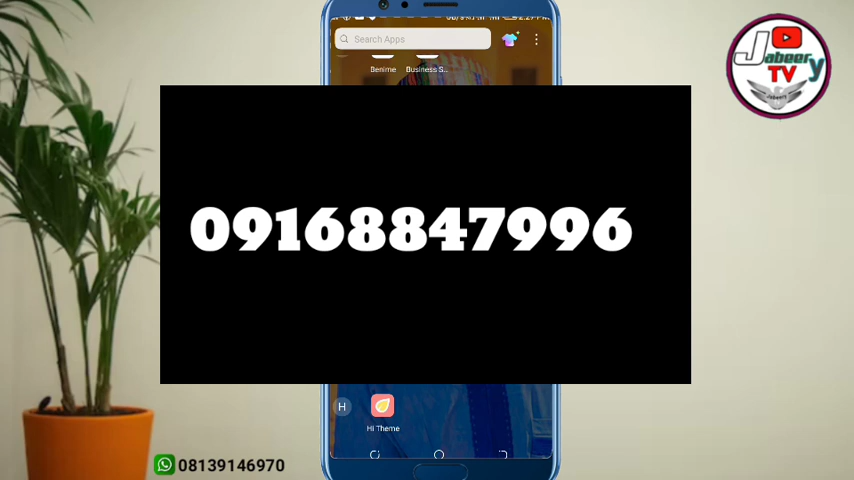 Search Apps
Benime
Business S...
Jabeery
TV
09168847996
H
Hi Theme
08139146970